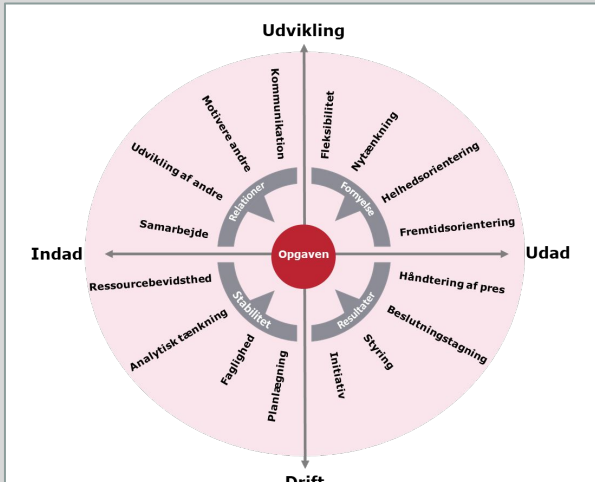 Udvikling
Kommunikation
Motivere andre
Udvikling af andre
Samarbejde
Fleksibilitet
Nytænkning
Helhedsorientering
Fremtidsorientering
Relationer
Fornyelse
Indad
Opgaven
Udad
Ressourcebevidsthed
Analytisk tænkning
Faglighed
Planlægning
Stabilitet
Resultater
Håndtering af pres
Beslutningstagning
Styring
Initiativ
Drift